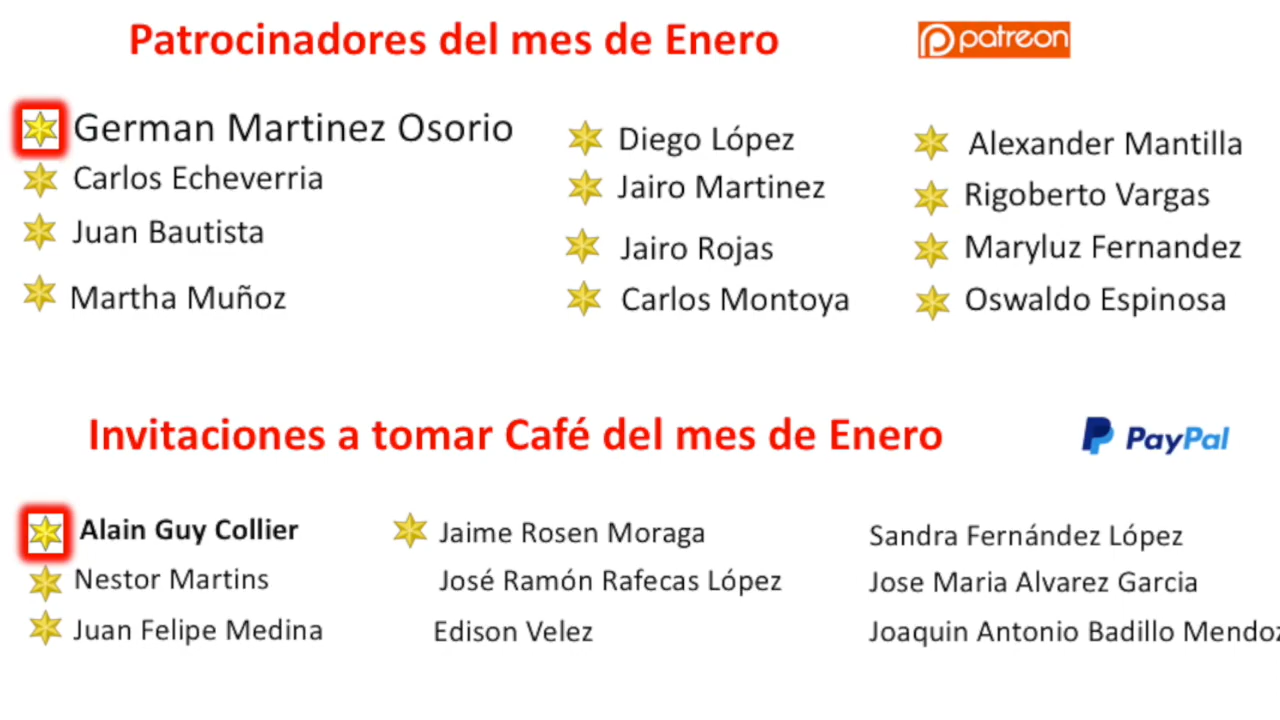 Patrocinadores del mes de Enero
patreon
German Martinez Osorio
Carlos Echeverria
Juan Bautista
Martha Muñoz
Diego López
Jairo Martinez
Jairo Rojas
Carlos Montoya
Alexander Mantilla
Rigoberto Vargas
Maryluz Fernandez
Oswaldo Espinosa
Invitaciones a tomar Café del mes de Enero
PayPal
Alain Guy Collier
Nestor Martins
Juan Felipe Medina
Jaime Rosen Moraga
José Ramón Rafecas López
Edison Velez
Sandra Fernández López
Jose Maria Alvarez Garcia
Joaquin Antonio Badillo